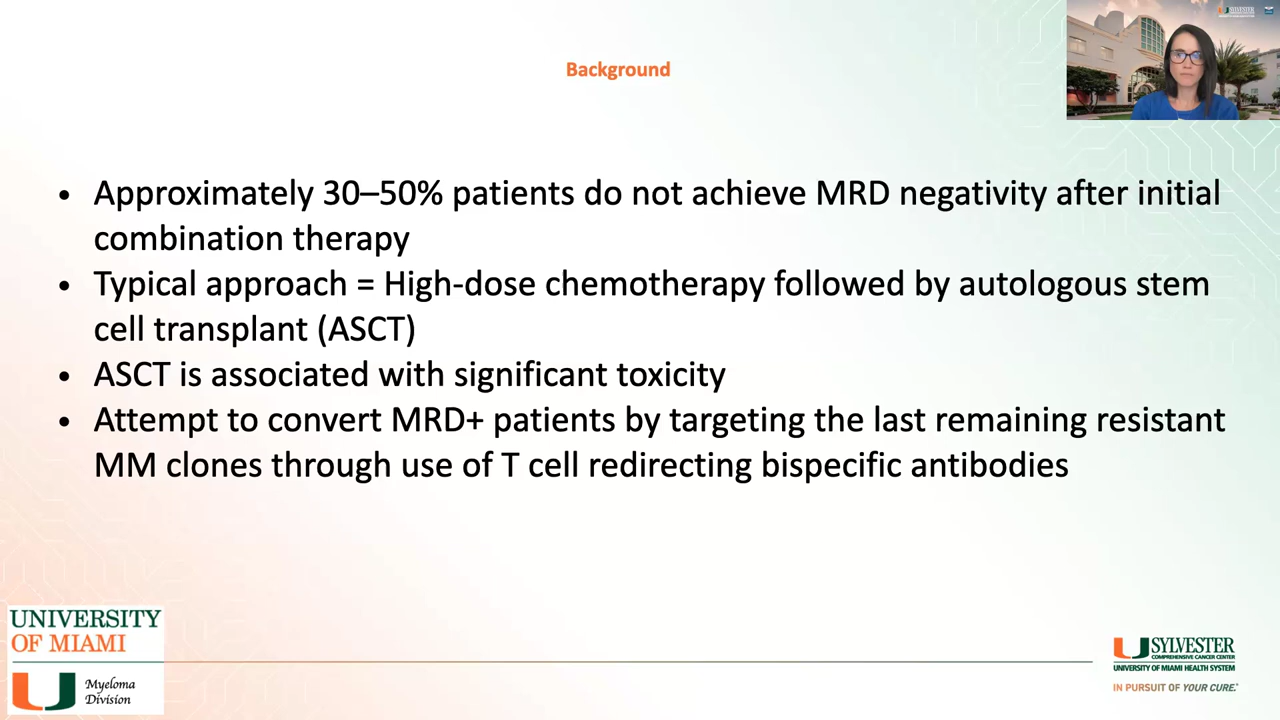 Background
• Approximately 30–50% patients do not achieve MRD negativity after initial
combination therapy
• Typical approach = High-dose chemotherapy followed by autologous stem
cell transplant (ASCT)
• ASCT is associated with significant toxicity
• Attempt to convert MRD+ patients by targeting the last remaining resistant
MM clones through use of T cell redirecting bispecific antibodies
UNIVERSITY
OF MIAMI
Myeloma
Division
SYLVESTER
COMPREHENSIVE CANCER CENTER
UNIVERSITY OF MIAMI HEALTH SYSTEM
IN PURSUIT OF YOUR CURE.
SYLVESTER